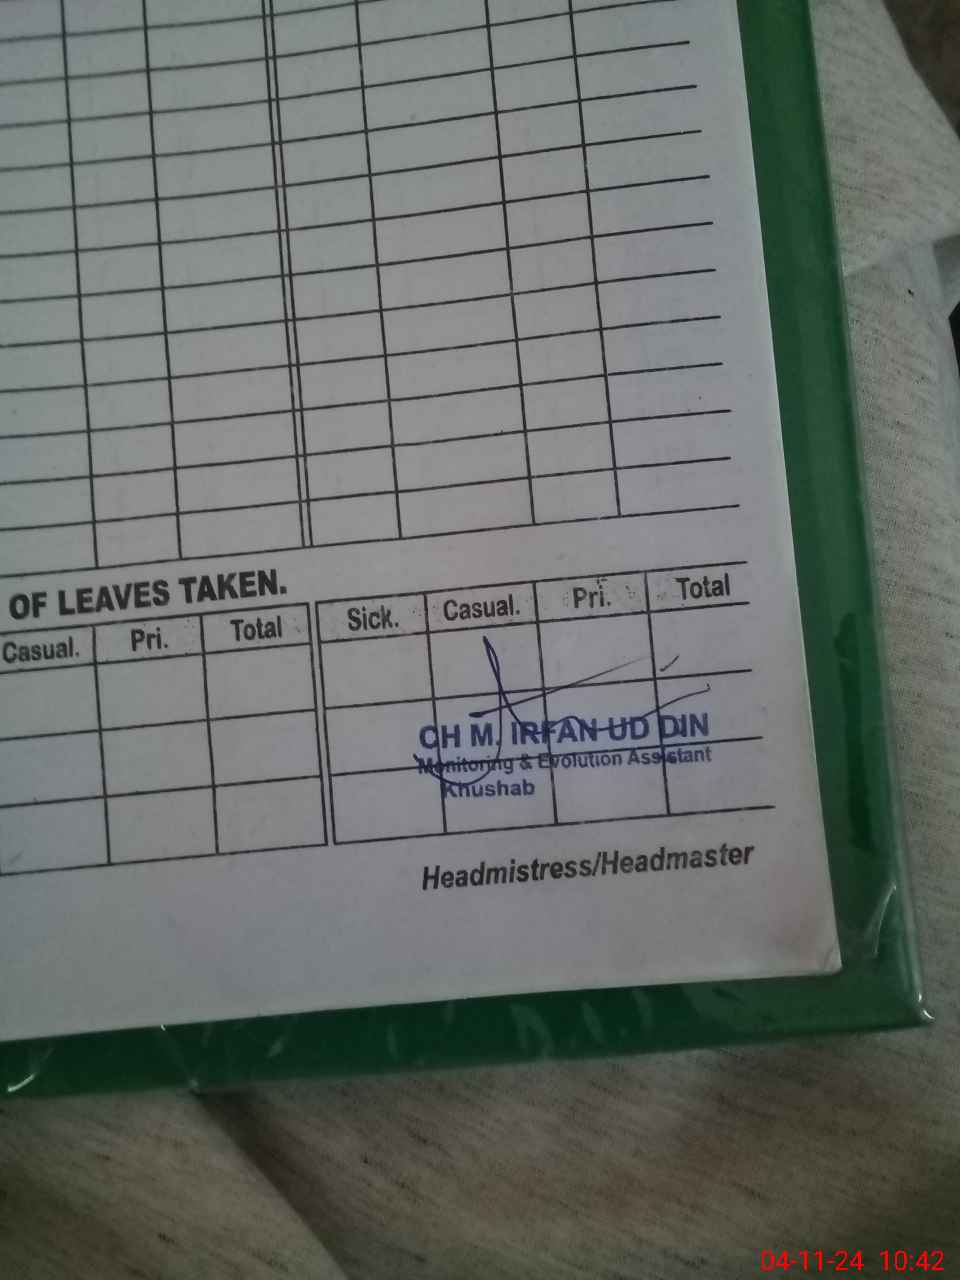 OF LEAVES TAKEN.
Casual. Pri. Total Sick. Casual. Pri. Total
CH M. IRFAN UD DIN
Monitoring & Evolution Assistant
Khushab
Headmistress/Headmaster
04-11-24 10:42